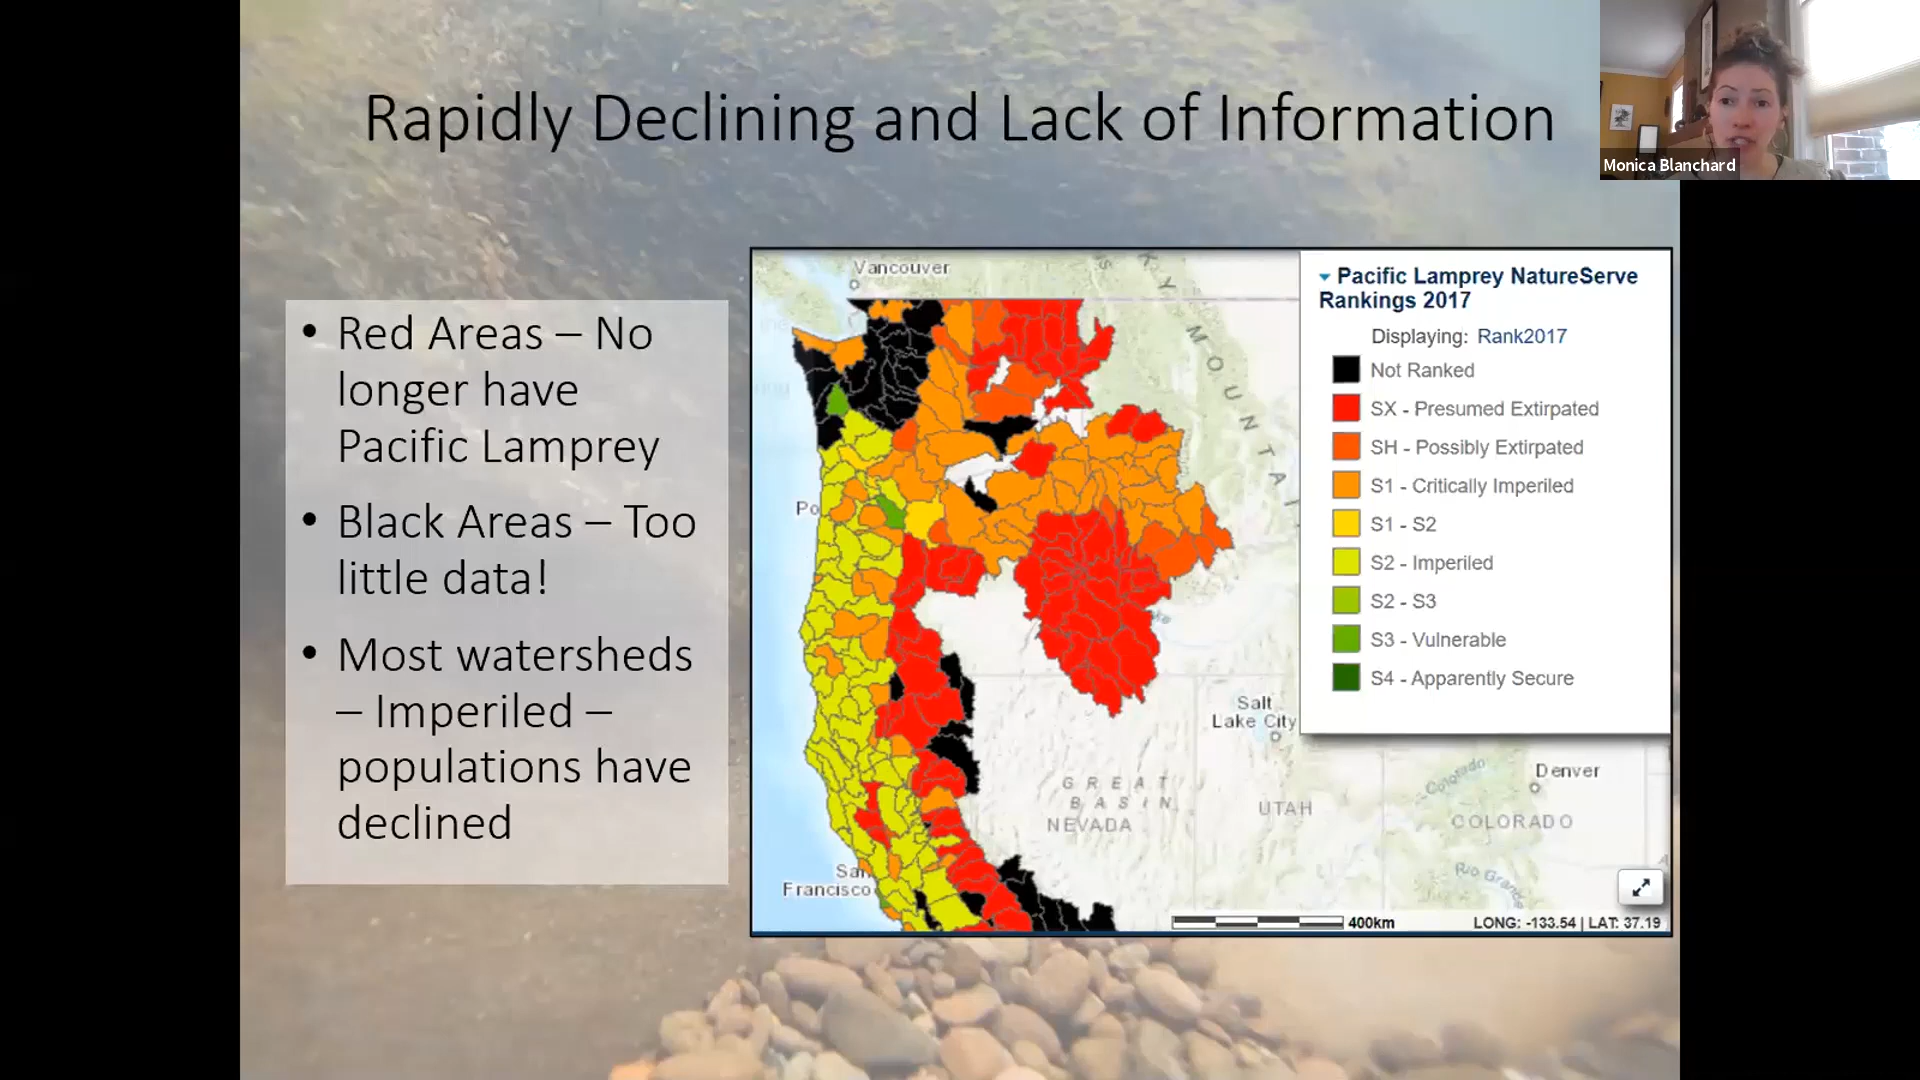 Rapidly Declining and Lack of Information
Monica Blanchard
• Red Areas – No
longer have
Pacific Lamprey
• Black Areas – Too
little data!
• Most watersheds
– Imperiled –
populations have
declined
Vancouver
Po
San
Francisco
KY MOUNTAI
Salt
Lake City
GREAT
BASIN
NEVADA
UTAH
Denver
COLORADO
Colorado
Rio Grande
Pacific Lamprey NatureServe
Rankings 2017
Displaying: Rank2017
Not Ranked
SX - Presumed Extirpated
SH - Possibly Extirpated
S1 - Critically Imperiled
S1 - S2
S2 - Imperiled
S2 - S3
S3 - Vulnerable
S4 - Apparently Secure
400km
LONG: -133.54 | LAT: 37.19